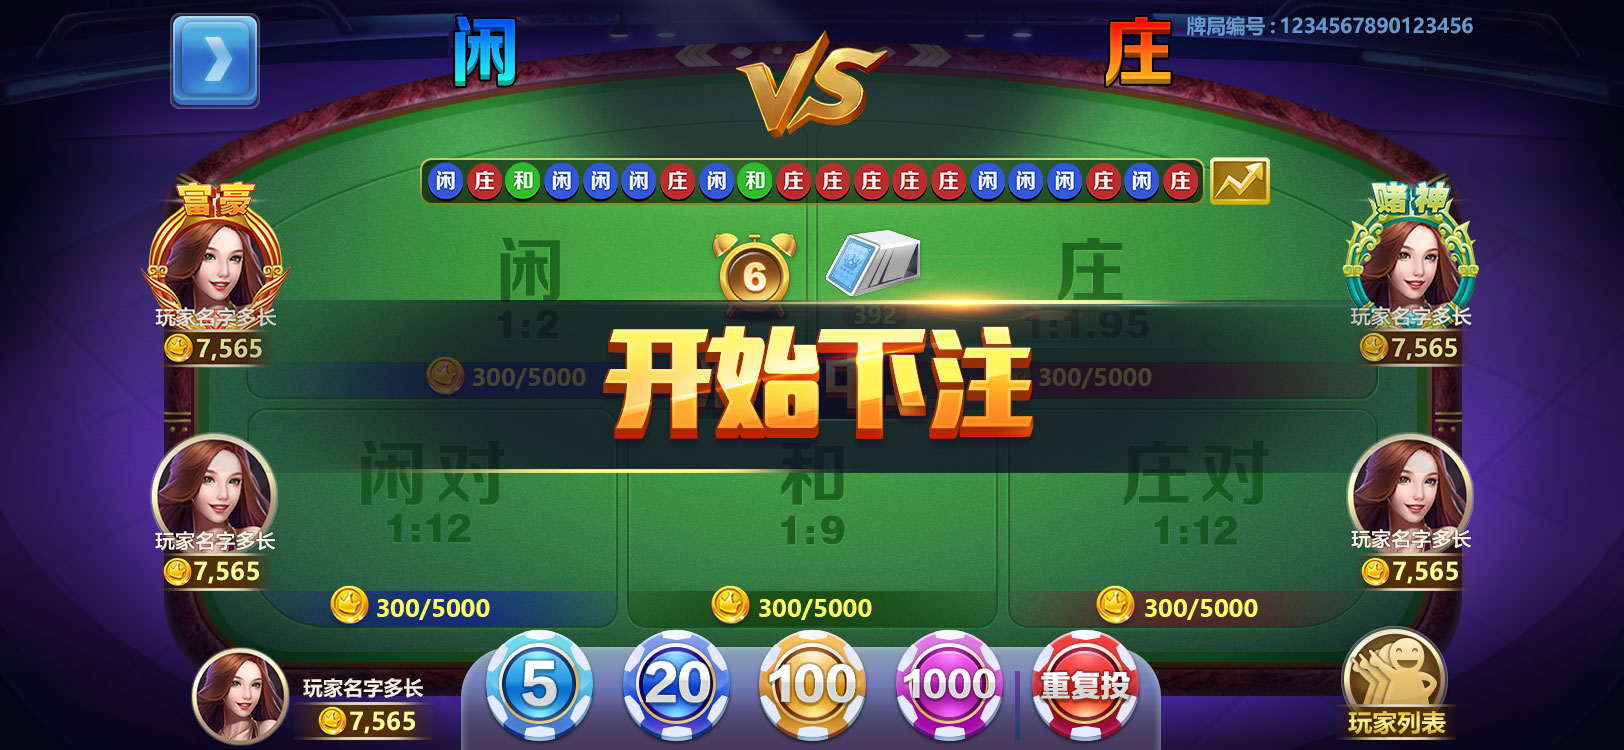 闲
VS
庄
牌局编号:1234567890123456
闲 庄 和 闲 闲 闲 庄 闲 和 庄 庄 庄 庄 庄 闲 闲 闲 庄 闲 庄
富豪
玩家名字多长
7,565
赌神
玩家名字多长
7,565
闲
1:2
300/5000
6
392
庄
1:1.95
300/5000
开始下注
玩家名字多长
7,565
闲对
1:12
300/5000
和
1:9
300/5000
庄对
1:12
300/5000
玩家名字多长
7,565
玩家名字多长
7,565
5
20
100
1000
重复投
玩家列表